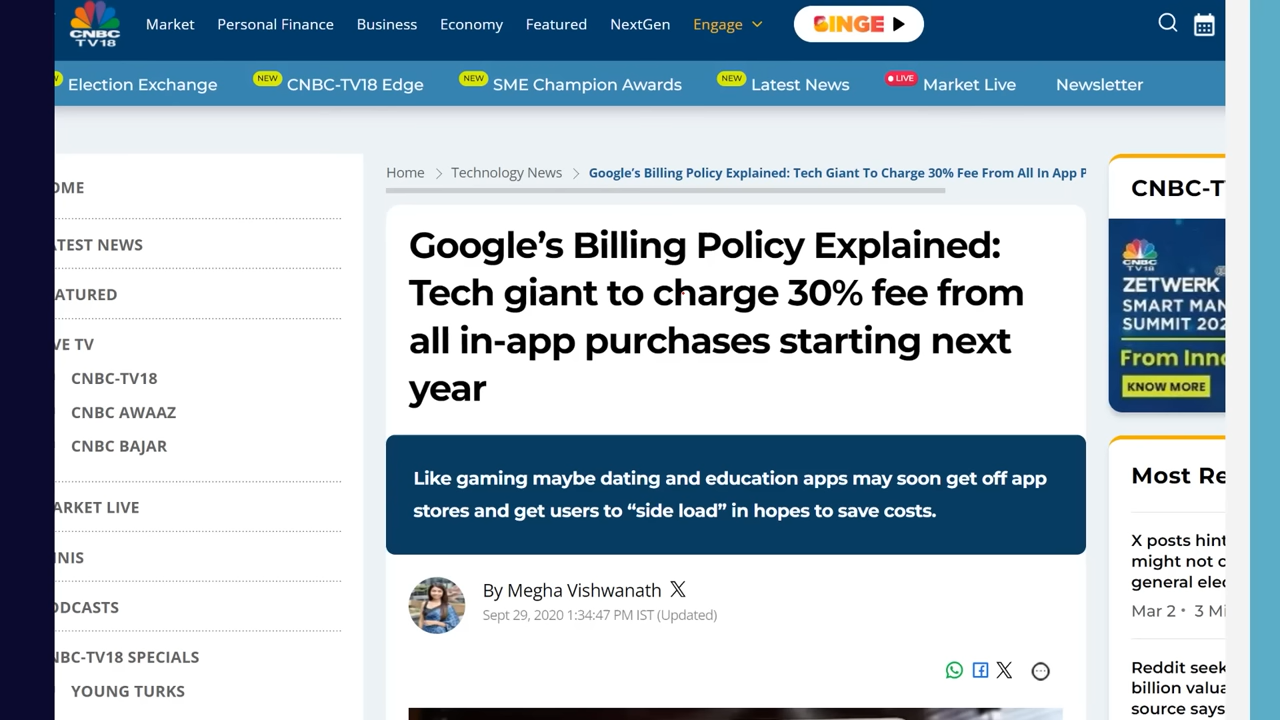 CNBC
TV18
Market
Personal Finance
Business
Economy
Featured
NextGen
Engage
BINGE
NEW
Election Exchange
NEW
CNBC-TV18 Edge
NEW
SME Champion Awards
NEW
Latest News
LIVE
Market Live
Newsletter
OME
ATEST NEWS
ATURED
VE TV
CNBC-TV18
CNBC AWAAZ
CNBC BAJAR
ARKET LIVE
NNIS
ODCASTS
NBC-TV18 SPECIALS
YOUNG TURKS
Home > Technology News > Google’s Billing Policy Explained: Tech Giant To Charge 30% Fee From All In App P
Google’s Billing Policy Explained:
Tech giant to charge 30% fee from
all in-app purchases starting next
year
Like gaming maybe dating and education apps may soon get off app
stores and get users to “side load” in hopes to save costs.
By Megha Vishwanath
Sept 29, 2020 1:34:47 PM IST (Updated)
CNBC-T
CNBC
TV18
ZETWERK
SMART MAN
SUMMIT 202
From Inno
KNOW MORE
Most Re
X posts hint
might not c
general elec
Mar 2 • 3 Mi
Reddit seek
billion valua
source says